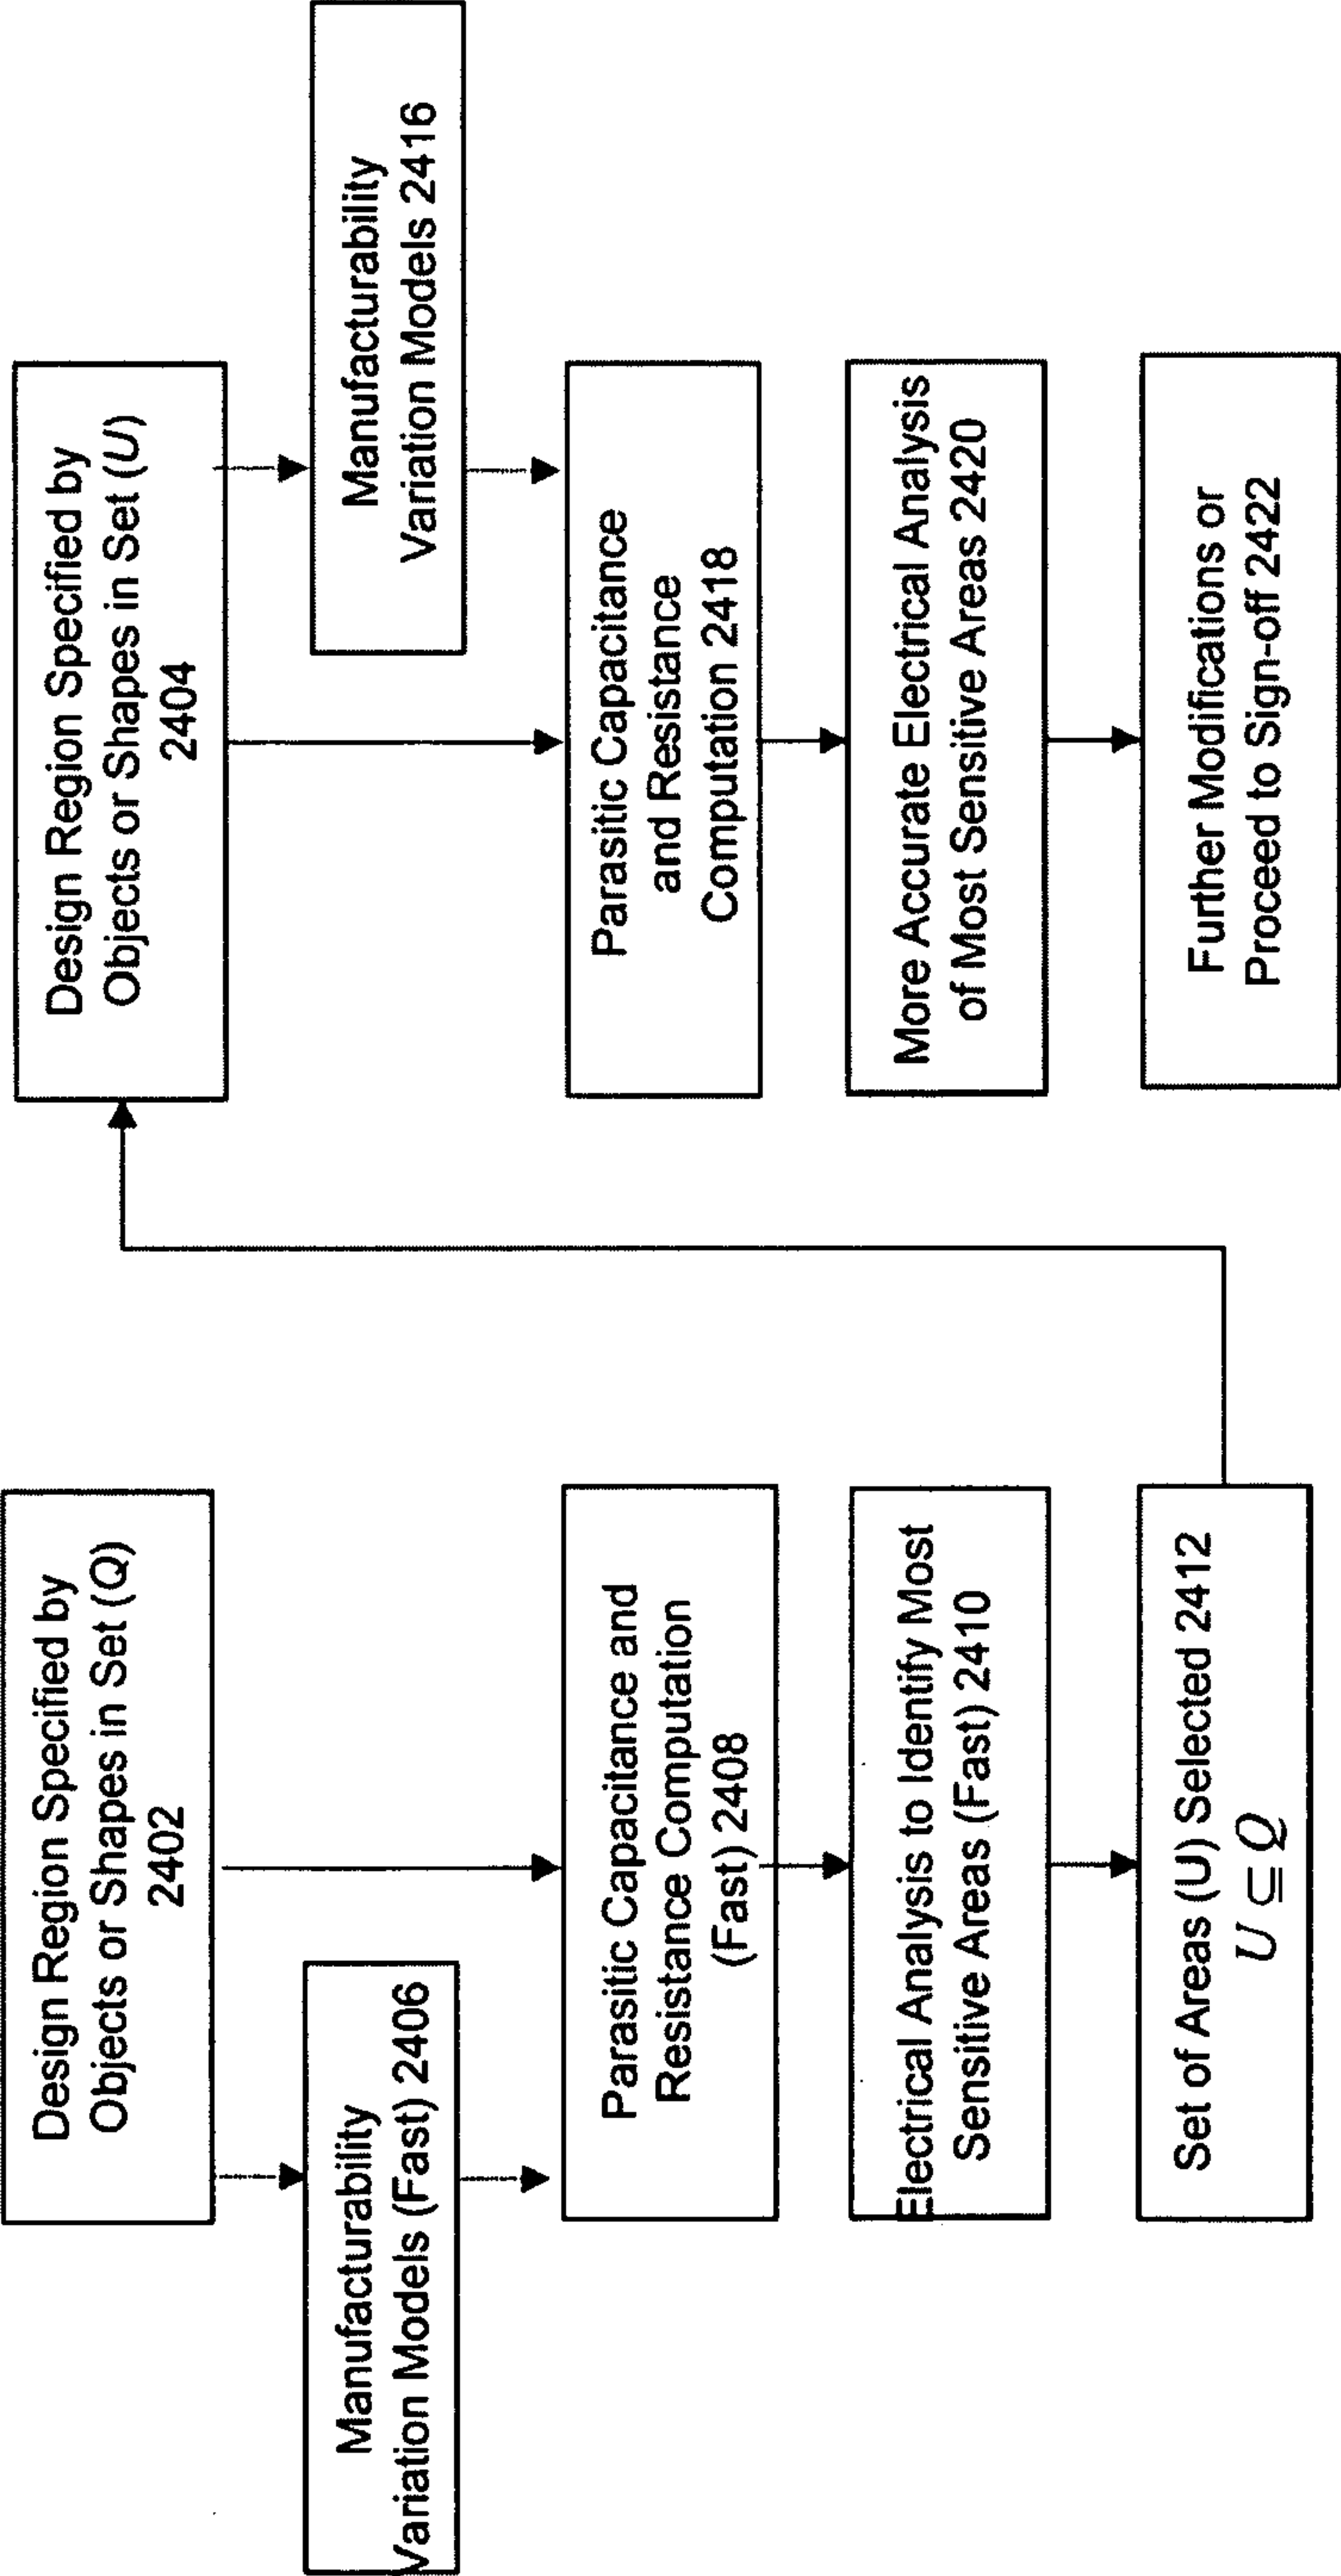 Design Region Specified by
Objects or Shapes in Set (Q)
2402
Manufacturability
Variation Models (Fast) 2406
Parasitic Capacitance and
Resistance Computation
(Fast) 2408
Electrical Analysis to Identify Most
Sensitive Areas (Fast) 2410
Set of Areas (U) Selected 2412
U ⊆ Q
Design Region Specified by
Objects or Shapes in Set (U)
2404
Manufacturability
Variation Models 2416
Parasitic Capacitance
and Resistance
Computation 2418
More Accurate Electrical Analysis
of Most Sensitive Areas 2420
Further Modifications or
Proceed to Sign-off 2422